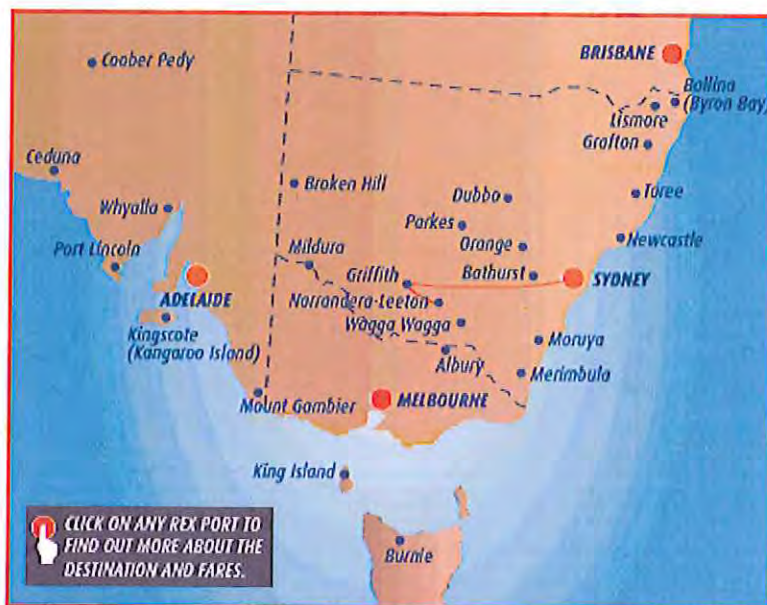 Coober Pedy
BRISBANE
Ballina
(Byron Bay)
Lismore
Grafton
Ceduna
Broken Hill
Dubbo
Taree
Whyalla
Parkes
Newcastle
Port Lincoln
Mildura
Orange
Griffith
Bathurst
SYDNEY
ADELAIDE
Narrandera-Leeton
Kingscote
(Kangaroo Island)
Wagga Wagga
Moruya
Albury
Merimbula
Mount Gambier
MELBOURNE
King Island
CLICK ON ANY REX PORT TO
FIND OUT MORE ABOUT THE
DESTINATION AND FARES.
Burnie